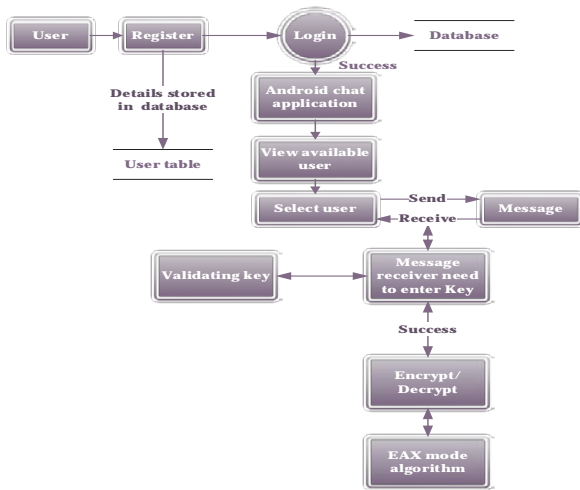 User
Register
Login
Database
Success
Details stored
in database
Android chat
application
User table
View available
user
Select user
Send
Receive
Message
Validating key
Message
receiver need
to enter Key
Success
Encrypt/
Decrypt
EAX mode
algorithm